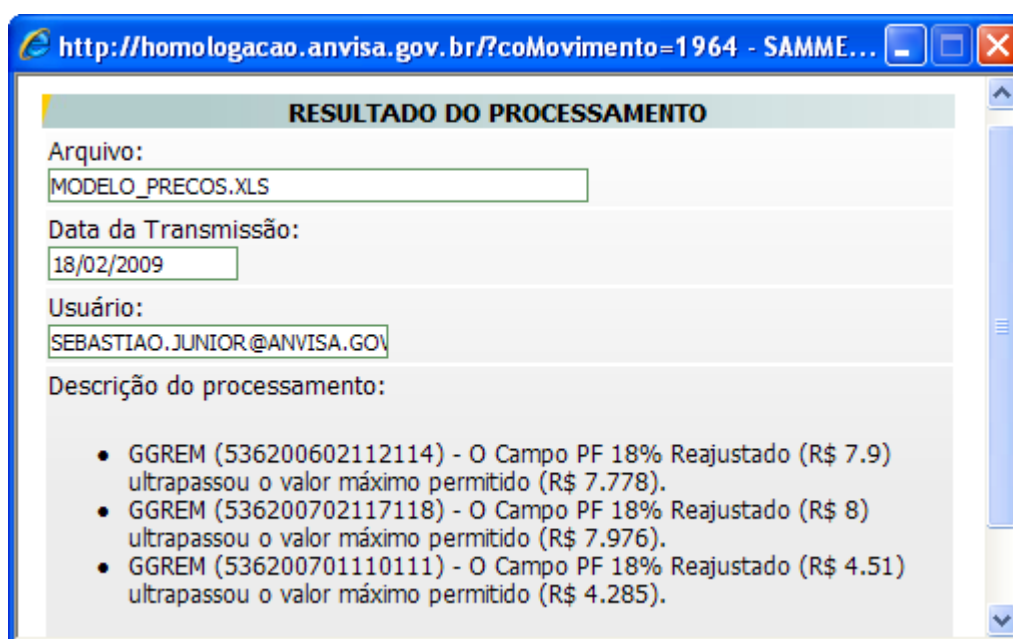 http://homologacao.anvisa.gov.br/?coMovimento=1964 - SAMME...
RESULTADO DO PROCESSAMENTO
Arquivo:
MODELO_PRECOS.XLS
Data da Transmissão:
18/02/2009
Usuário:
SEBASTIAO.JUNIOR@ANVISA.GOV
Descrição do processamento:
• GGREM (536200602112114) - O Campo PF 18% Reajustado (R$ 7.9)
ultrapassou o valor máximo permitido (R$ 7.778).
• GGREM (536200702117118) - O Campo PF 18% Reajustado (R$ 8)
ultrapassou o valor máximo permitido (R$ 7.976).
• GGREM (536200701110111) - O Campo PF 18% Reajustado (R$ 4.51)
ultrapassou o valor máximo permitido (R$ 4.285).